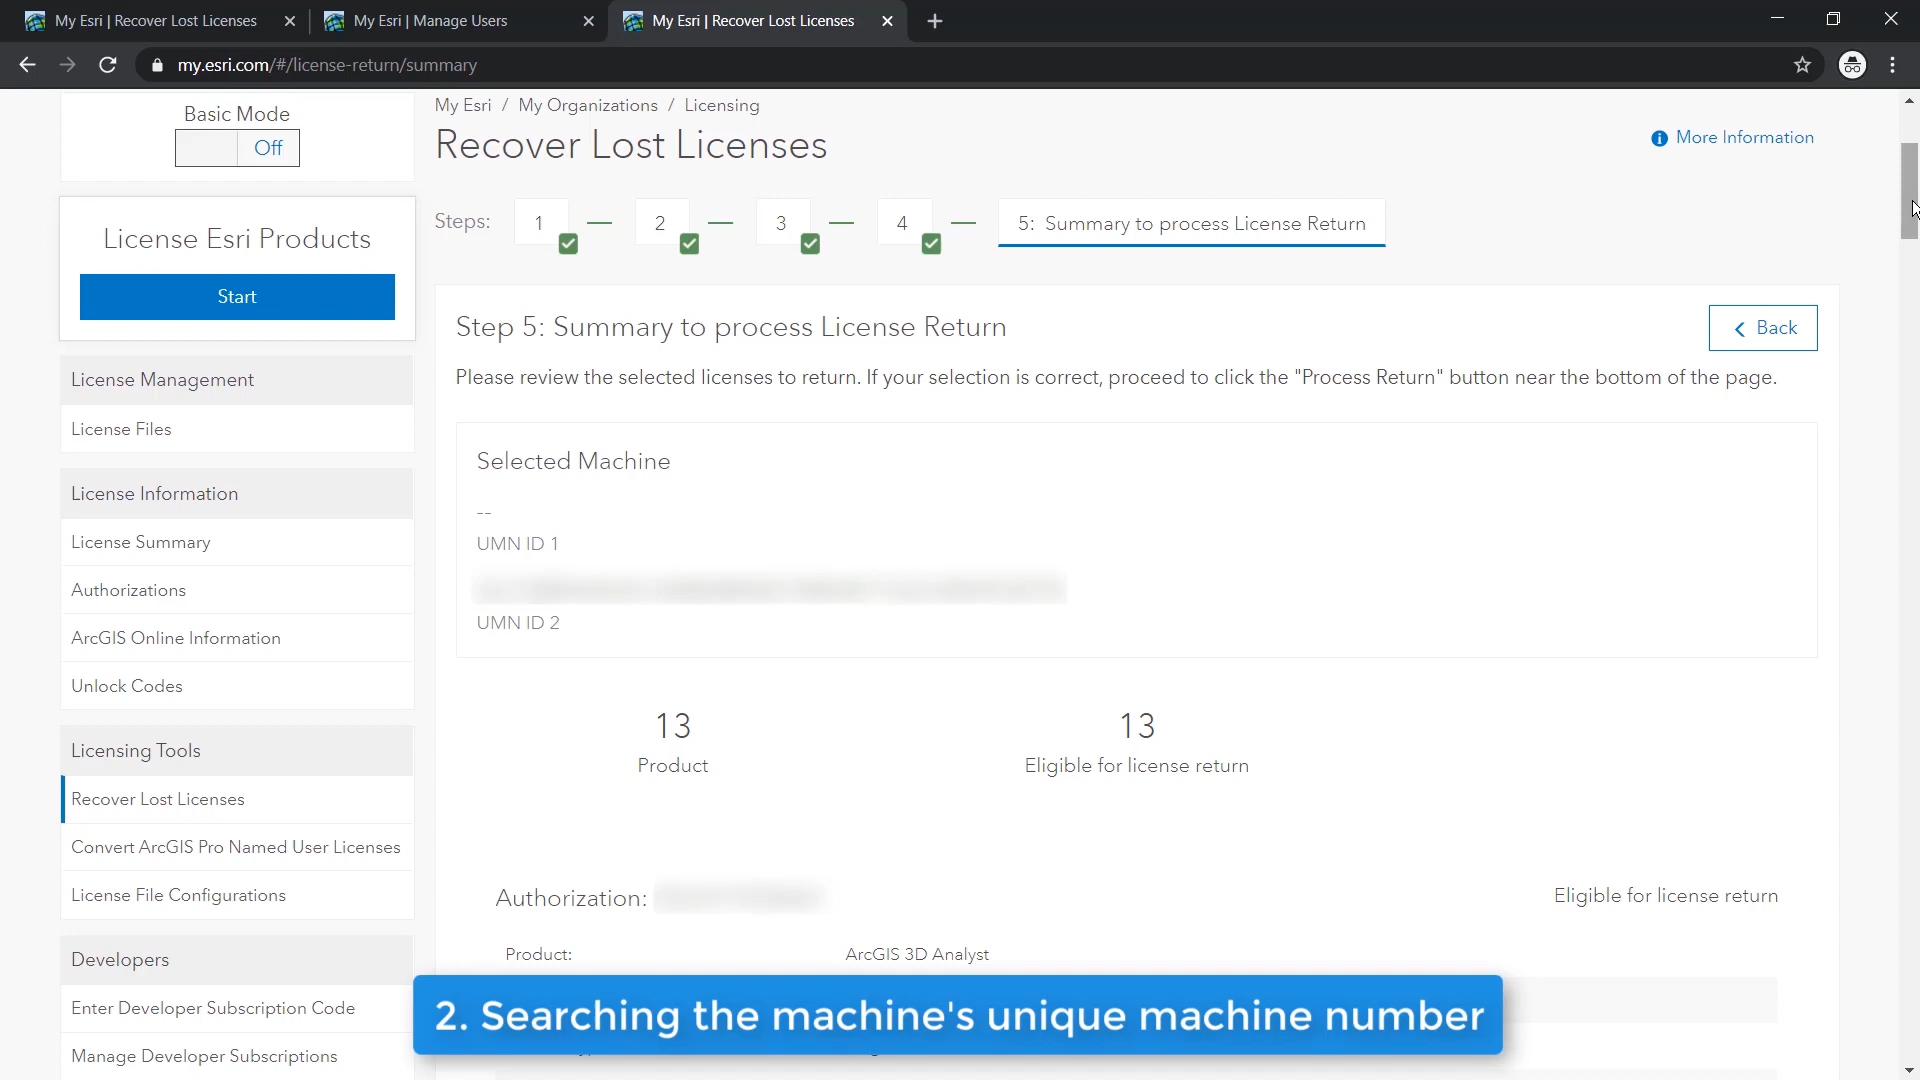 My Esri | Recover Lost Licenses
My Esri | Manage Users
My Esri | Recover Lost Licenses
my.esri.com/#/license-return/summary
Basic Mode
Off
License Esri Products
Start
License Management
License Files
License Information
License Summary
Authorizations
ArcGIS Online Information
Unlock Codes
Licensing Tools
Recover Lost Licenses
Convert ArcGIS Pro Named User Licenses
License File Configurations
Developers
Enter Developer Subscription Code
Manage Developer Subscriptions
My Esri / My Organizations / Licensing
Recover Lost Licenses
More Information
Steps: 1 2 3 4 5: Summary to process License Return
Step 5: Summary to process License Return
Back
Please review the selected licenses to return. If your selection is correct, proceed to click the "Process Return" button near the bottom of the page.
Selected Machine
--
UMN ID 1
UMN ID 2
13 13
Product Eligible for license return
Authorization: Eligible for license return
Product: ArcGIS 3D Analyst
2. Searching the machine's unique machine number